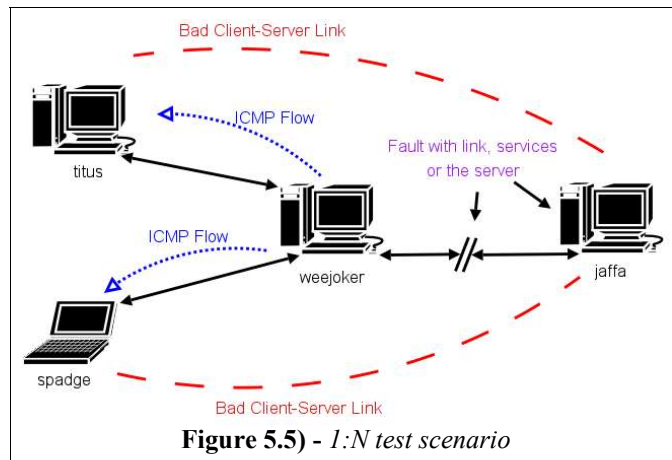 Bad Client-Server Link
ICMP Flow
titus
Fault with link, services
or the server
ICMP Flow
weejoker
jaffa
spadge
Bad Client-Server Link
Figure 5.5) - 1:N test scenario